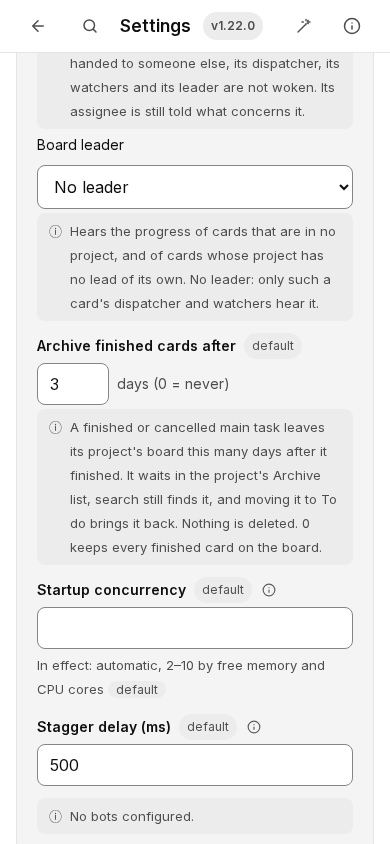 Settings v1.22.0
handed to someone else, its dispatcher, its
watchers and its leader are not woken. Its
assignee is still told what concerns it.
Board leader
No leader
Hears the progress of cards that are in no
project, and of cards whose project has
no lead of its own. No leader: only such a
card's dispatcher and watchers hear it.
Archive finished cards after default
3 days (0 = never)
A finished or cancelled main task leaves
its project's board this many days after it
finished. It waits in the project's Archive
list, search still finds it, and moving it to To
do brings it back. Nothing is deleted. 0
keeps every finished card on the board.
Startup concurrency default
In effect: automatic, 2–10 by free memory and
CPU cores default
Stagger delay (ms) default
500
No bots configured.